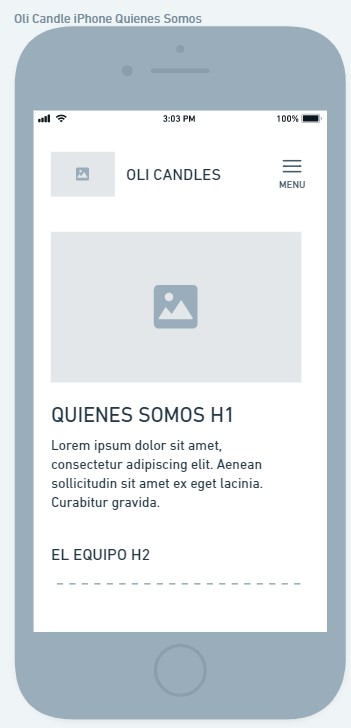 Oli Candle iPhone Quienes Somos
3:03 PM
100%
OLI CANDLES
MENU
QUIENES SOMOS H1
Lorem ipsum dolor sit amet,
consectetur adipiscing elit. Aenean
sollicitudin sit amet ex eget lacinia.
Curabitur gravida.
EL EQUIPO H2